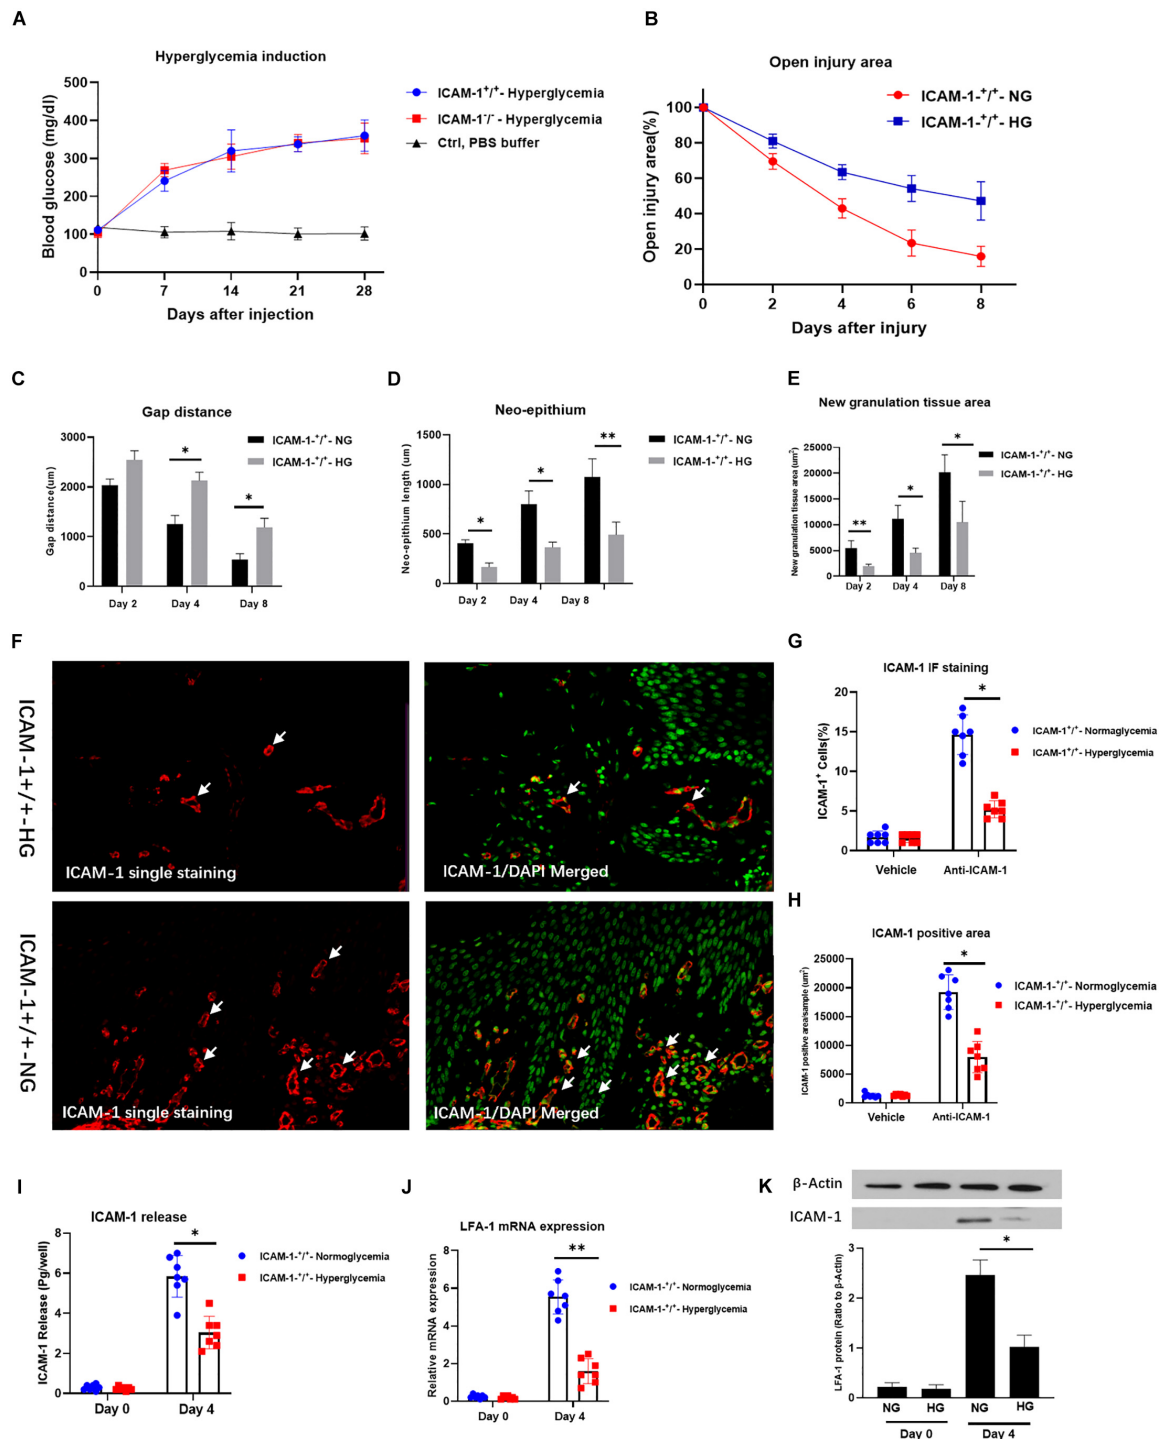 A
Hyperglycemia induction
Blood glucose (mg/dl)
500
400
300
200
100
0
0 7 14 21 28
Days after injection
ICAM-1+/+- Hyperglycemia
ICAM-1-/- - Hyperglycemia
Ctrl, PBS buffer
B
Open injury area
Open injury area(%)
100
80
60
40
20
0
0 2 4 6 8
Days after injury
ICAM-1-+/+- NG
ICAM-1-+/+- HG
C
Gap distance
Gap distance(um)
3000
2000
1000
0
* *
Day 2 Day 4 Day 8
ICAM-1-+/+- NG
ICAM-1-+/+- HG
D
Neo-epithium
Neo-epithium length (um)
1500
1000
500
0
* * **
Day 2 Day 4 Day 8
ICAM-1-+/+- NG
ICAM-1-+/+- HG
E
New granulation tissue area
New granulation tissue area (um2)
25000
20000
15000
10000
5000
0
** * *
Day 2 Day 4 Day 8
ICAM-1-+/+- NG
ICAM-1-+/+- HG
F
ICAM-1+/+-HG
ICAM-1 single staining
ICAM-1/DAPI Merged
ICAM-1+/+-NG
ICAM-1 single staining
ICAM-1/DAPI Merged
G
ICAM-1 IF staining
ICAM-1+ Cells(%)
20
15
10
5
0
*
Vehicle Anti-ICAM-1
ICAM-1+/+- Normaglycemia
ICAM-1+/+- Hyperglycemia
H
ICAM-1 positive area
ICAM-1 positive area/sample (um2)
25000
20000
15000
10000
5000
0
*
Vehicle Anti-ICAM-1
ICAM-1-+/+- Normoglycemia
ICAM-1-+/+- Hyperglycemia
I
ICAM-1 release
ICAM-1 Release (Pg/well)
8
6
4
2
0
*
Day 0 Day 4
ICAM-1-+/+- Normoglycemia
ICAM-1-+/+- Hyperglycemia
J
LFA-1 mRNA expression
Relative mRNA expression
8
6
4
2
0
**
Day 0 Day 4
ICAM-1-+/+- Normoglycemia
ICAM-1-+/+- Hyperglycemia
K
β-Actin
ICAM-1
LFA-1 protein (Ratio to β-Actin)
3
2
1
0
*
NG HG NG HG
Day 0 Day 4